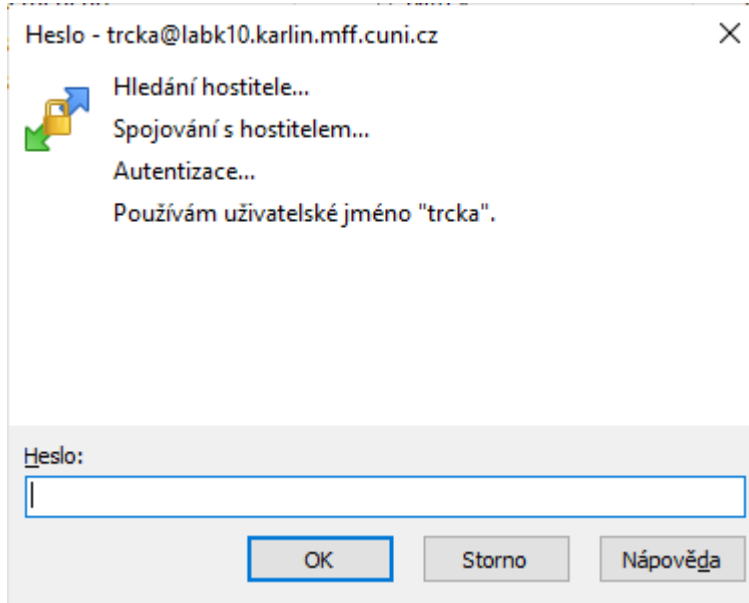 Heslo - trcka@labk10.karlin.mff.cuni.cz
Hledání hostitele...
Spojování s hostitelem...
Autentizace...
Používám uživatelské jméno "trcka".
Heslo:
OK
Storno
Nápověda